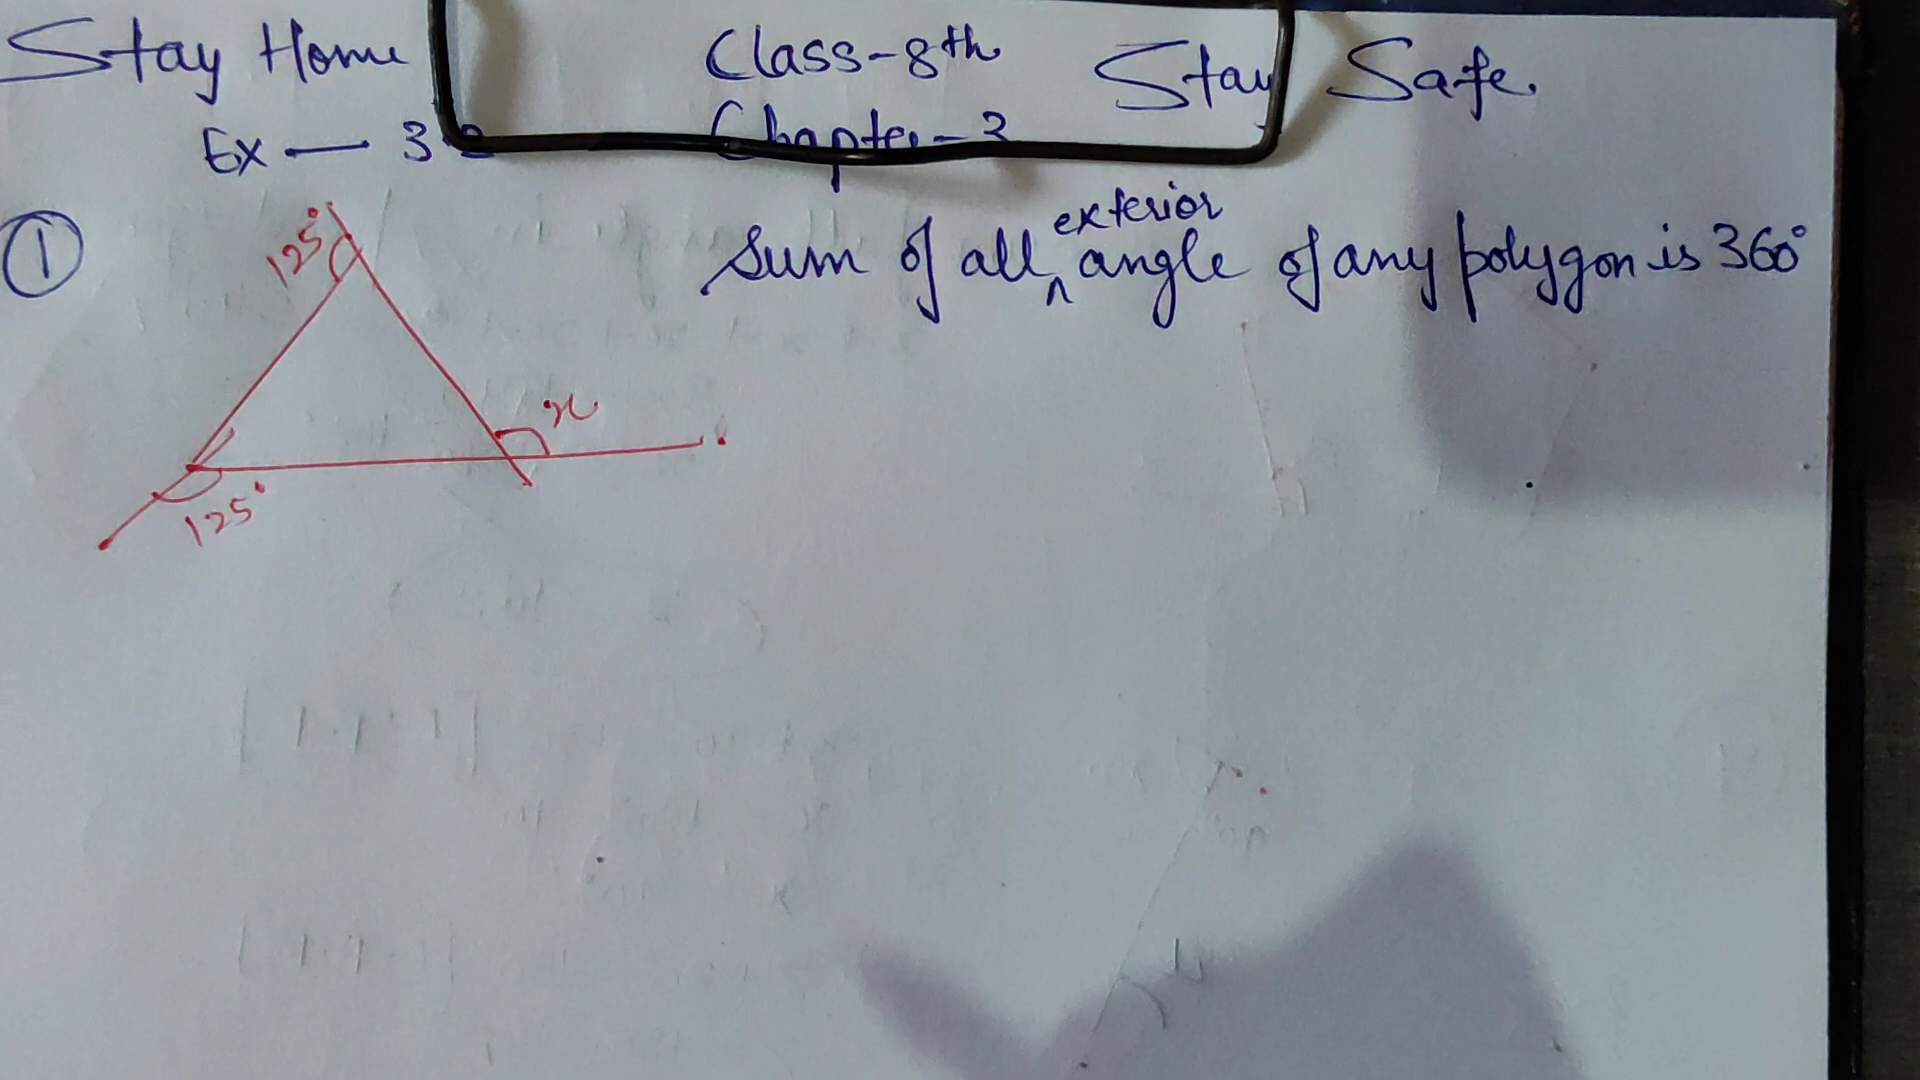 Stay Home Class-8th Stay Safe.
Ex — 3.2 Chapter-3
① Sum of all exterior angle of any polygon is 360°
125°
x
125°